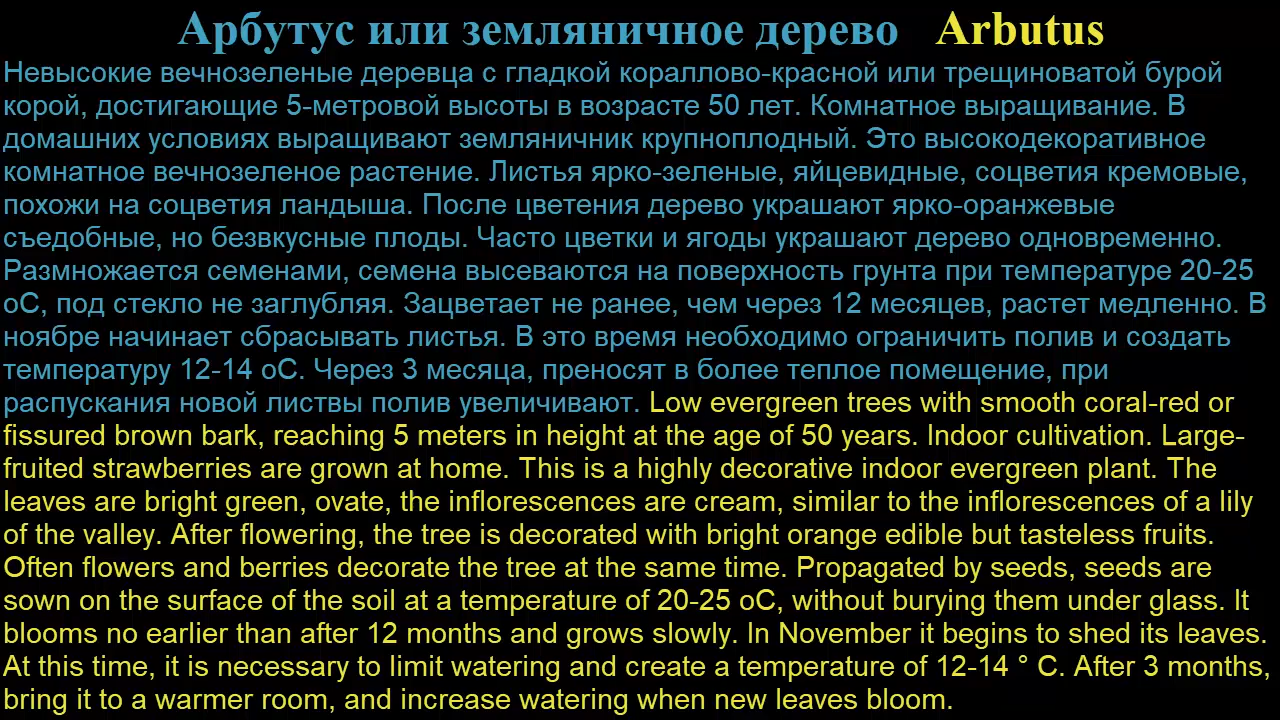 Арбутус или земляничное дерево Arbutus
Невысокие вечнозеленые деревца с гладкой кораллово-красной или трещиноватой бурой
корой, достигающие 5-метровой высоты в возрасте 50 лет. Комнатное выращивание. В
домашних условиях выращивают земляничник крупноплодный. Это высокодекоративное
комнатное вечнозеленое растение. Листья ярко-зеленые, яйцевидные, соцветия кремовые,
похожи на соцветия ландыша. После цветения дерево украшают ярко-оранжевые
съедобные, но безвкусные плоды. Часто цветки и ягоды украшают дерево одновременно.
Размножается семенами, семена высеваются на поверхность грунта при температуре 20-25
оС, под стекло не заглубляя. Зацветает не ранее, чем через 12 месяцев, растет медленно. В
ноябре начинает сбрасывать листья. В это время необходимо ограничить полив и создать
температуру 12-14 оС. Через 3 месяца, преносят в более теплое помещение, при
распускания новой листвы полив увеличивают. Low evergreen trees with smooth coral-red or
fissured brown bark, reaching 5 meters in height at the age of 50 years. Indoor cultivation. Large-
fruited strawberries are grown at home. This is a highly decorative indoor evergreen plant. The
leaves are bright green, ovate, the inflorescences are cream, similar to the inflorescences of a lily
of the valley. After flowering, the tree is decorated with bright orange edible but tasteless fruits.
Often flowers and berries decorate the tree at the same time. Propagated by seeds, seeds are
sown on the surface of the soil at a temperature of 20-25 oC, without burying them under glass. It
blooms no earlier than after 12 months and grows slowly. In November it begins to shed its leaves.
At this time, it is necessary to limit watering and create a temperature of 12-14 ° C. After 3 months,
bring it to a warmer room, and increase watering when new leaves bloom.